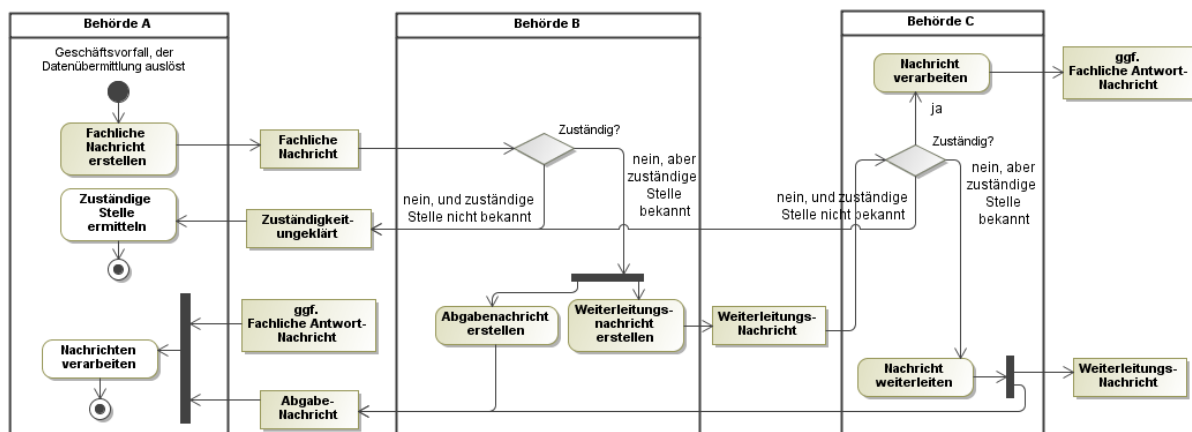 Behörde A
Geschäftsvorfall, der
Datenübermittlung auslöst
Fachliche
Nachricht
erstellen
Zuständige
Stelle
ermitteln
Nachrichten
verarbeiten
Fachliche
Nachricht
Zuständigkeit-
ungeklärt
ggf.
Fachliche Antwort-
Nachricht
Abgabe-
Nachricht
Behörde B
Zuständig?
nein, und zuständige
Stelle nicht bekannt
nein, aber
zuständige
Stelle
bekannt
Abgabenachricht
erstellen
Weiterleitungs-
nachricht
erstellen
Weiterleitungs-
Nachricht
Behörde C
Nachricht
verarbeiten
ja
Zuständig?
nein, und zuständige
Stelle nicht bekannt
nein, aber
zuständige
Stelle
bekannt
Nachricht
weiterleiten
ggf.
Fachliche Antwort-
Nachricht
Weiterleitungs-
Nachricht